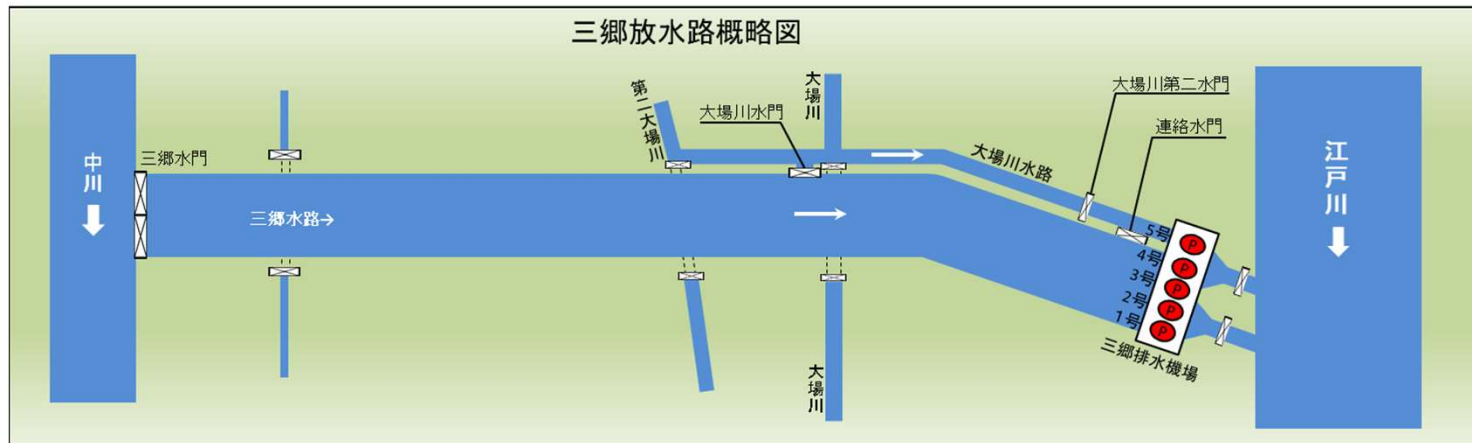 三郷放水路概略図
中川
三郷水門
三郷水路→
第二大場川
大場川水門
大場川
大場川水路
大場川第二水門
連絡水門
5号
4号
3号
2号
1号
P
P
P
P
P
三郷排水機場
大場川
江戸川